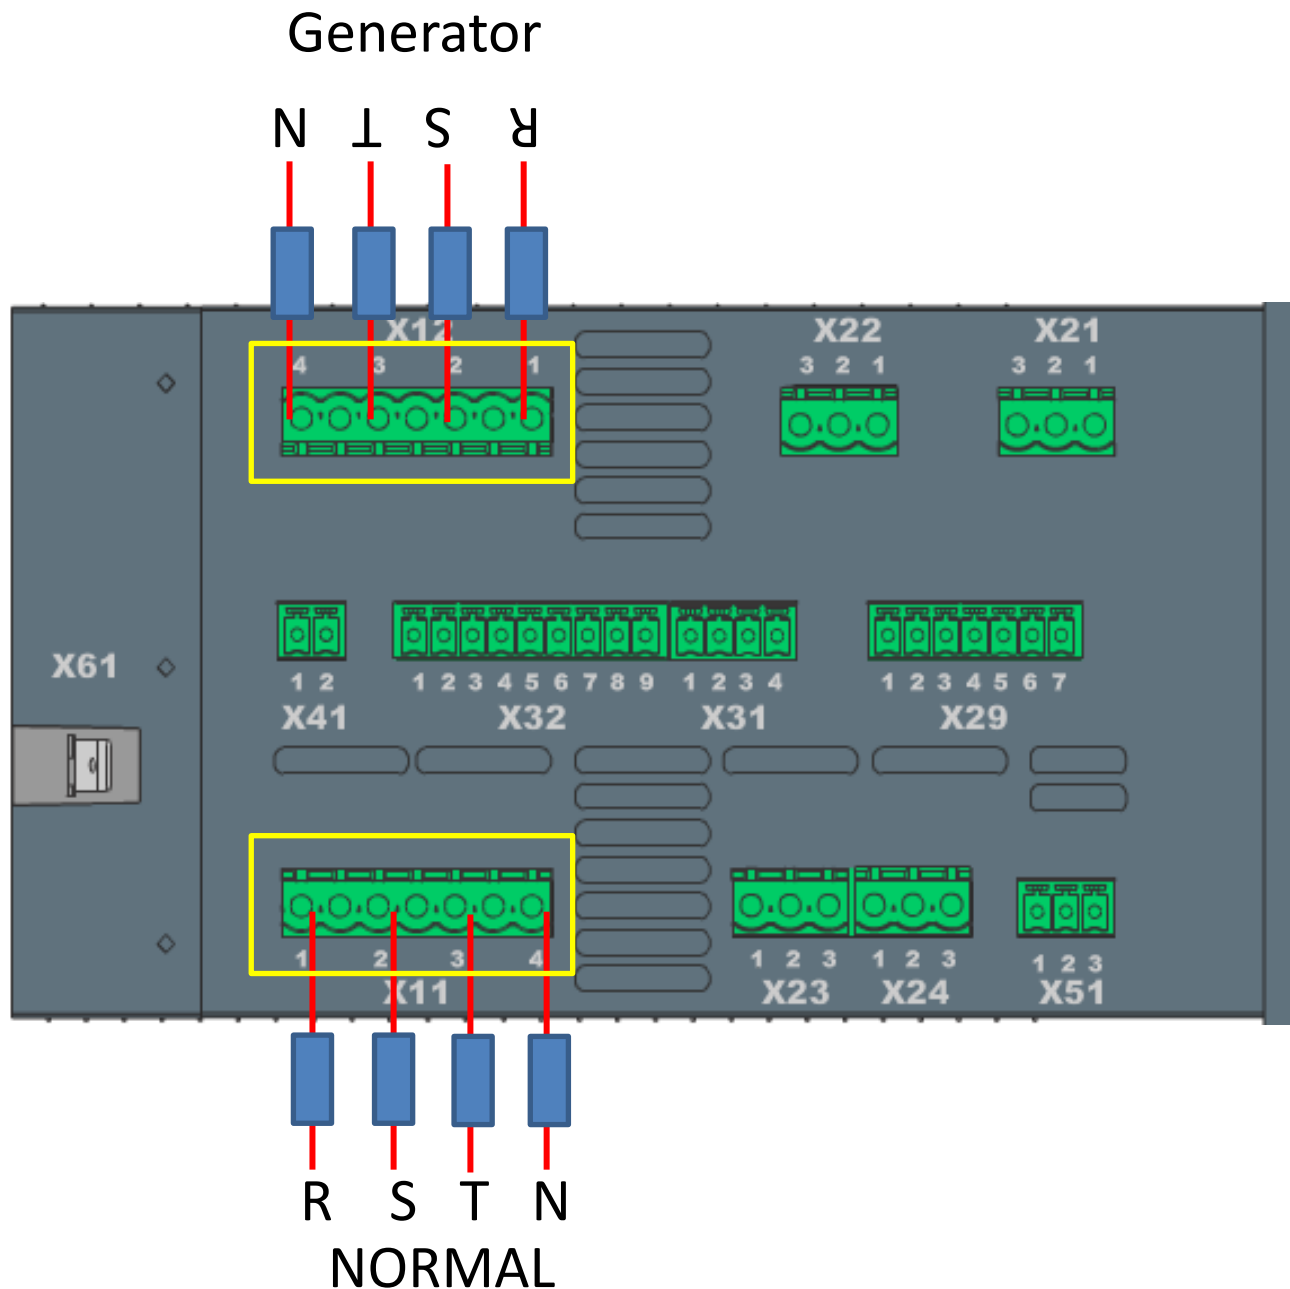 Generator
N T S R
X12 X22 X21
4 3 2 1 3 2 1 3 2 1
X61
1 2 1 2 3 4 5 6 7 8 9 1 2 3 4 1 2 3 4 5 6 7
X41 X32 X31 X29
1 2 3 4 1 2 3 1 2 3 1 2 3
X11 X23 X24 X51
R S T N
NORMAL